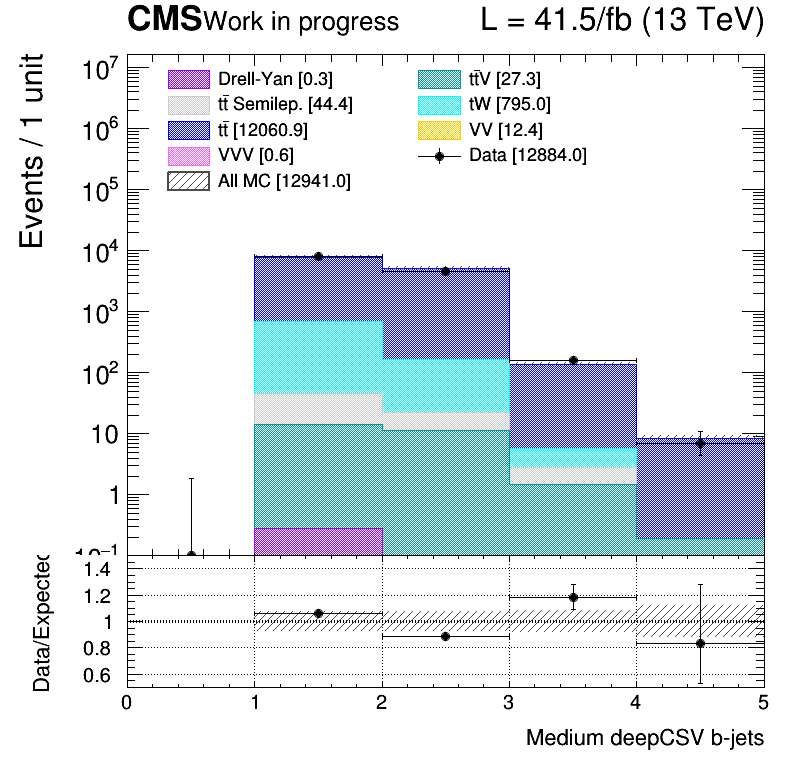 CMS Work in progress L = 41.5/fb (13 TeV)
Events / 1 unit
10⁷
10⁶
10⁵
10⁴
10³
10²
10
1
10⁻¹
Drell-Yan [0.3]
tt̄ Semilep. [44.4]
tt̄ [12060.9]
VVV [0.6]
All MC [12941.0]
tt̄V [27.3]
tW [795.0]
VV [12.4]
Data [12884.0]
Data/Expected
1.4
1.2
1
0.8
0.6
0 1 2 3 4 5
Medium deepCSV b-jets